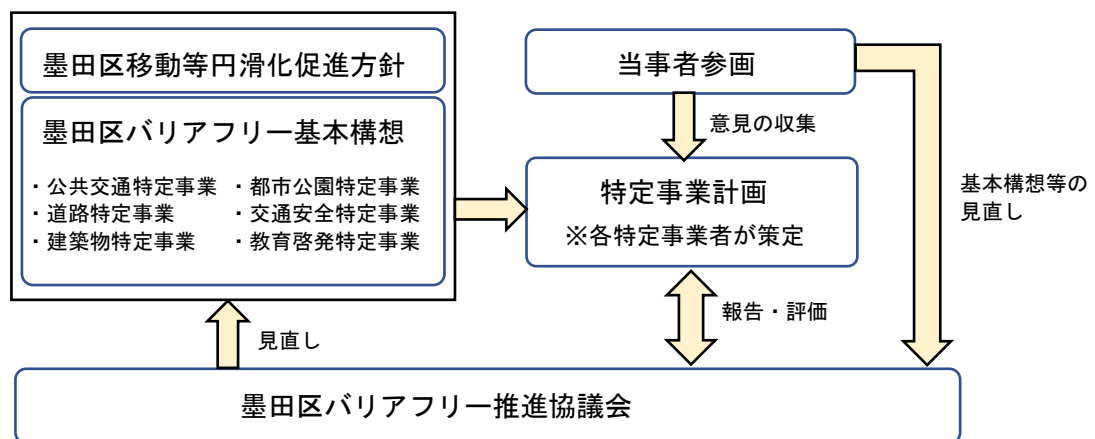 墨田区移動等円滑化促進方針
墨田区バリアフリー基本構想
・公共交通特定事業 ・都市公園特定事業
・道路特定事業 ・交通安全特定事業
・建築物特定事業 ・教育啓発特定事業
当事者参画
意見の収集
特定事業計画
※各特定事業者が策定
基本構想等の
見直し
報告・評価
見直し
墨田区バリアフリー推進協議会